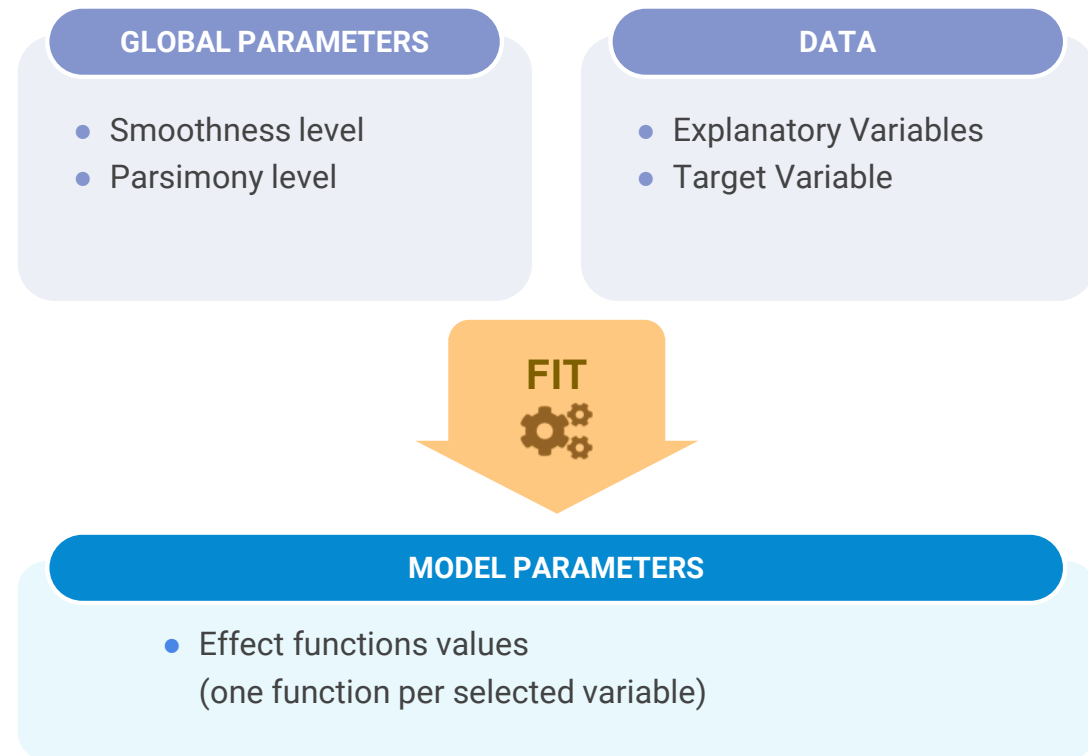 GLOBAL PARAMETERS
Smoothness level
Parsimony level
DATA
Explanatory Variables
Target Variable
FIT
MODEL PARAMETERS
Effect functions values
(one function per selected variable)